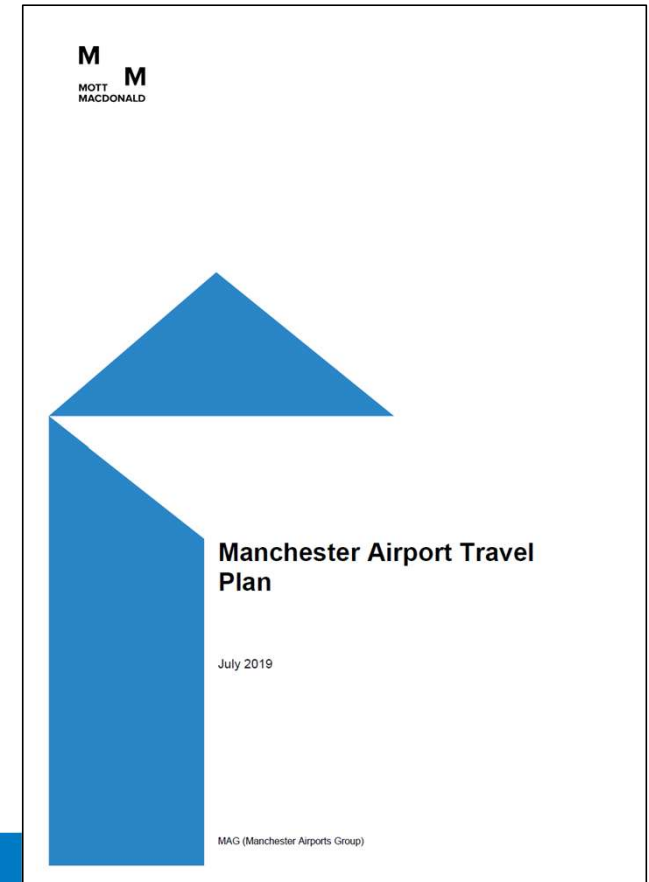 M
M
MOTT
MACDONALD
Manchester Airport Travel
Plan
July 2019
MAG (Manchester Airports Group)